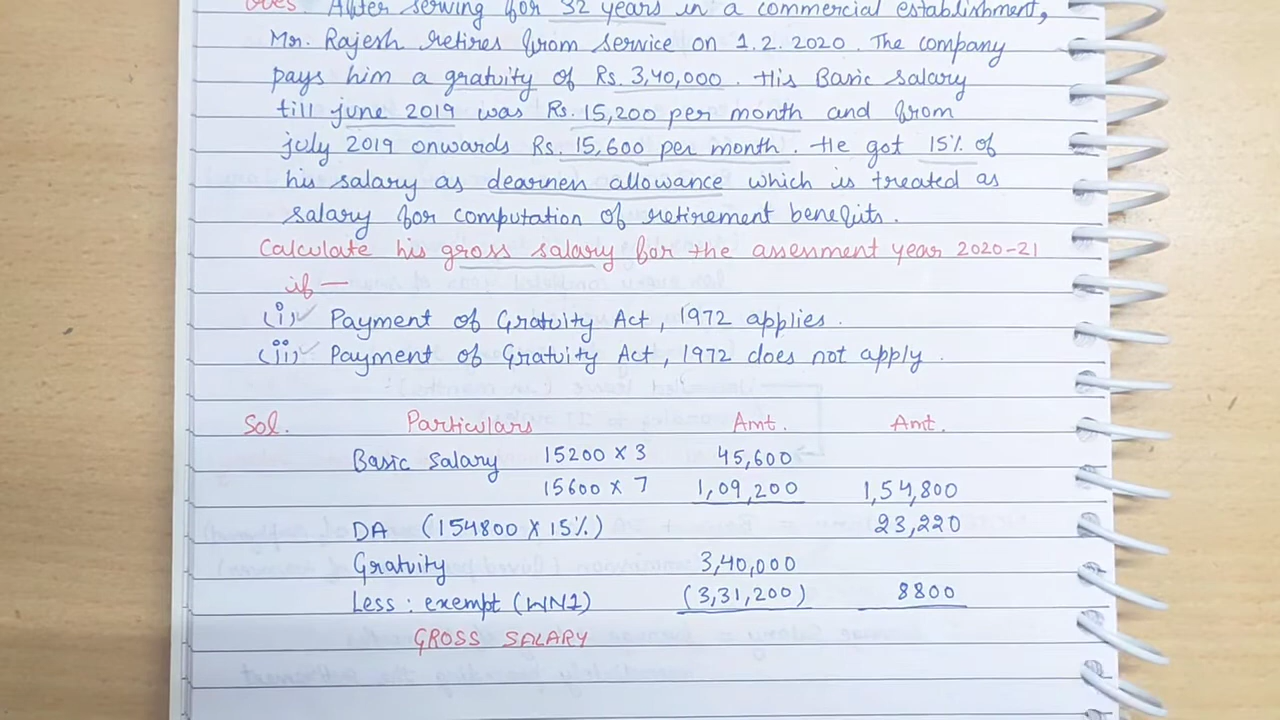 Ques. After serving for 32 years in a commercial establishment,
Mr. Rajesh retires from service on 1.2.2020. The company
pays him a gratuity of Rs. 3,40,000. His Basic salary
till june 2019 was Rs. 15,200 per month and from
july 2019 onwards Rs. 15,600 per month. He got 15% of
his salary as dearness allowance which is treated as
salary for computation of retirement benefits.
Calculate his gross salary for the assessment year 2020-21
if —
(i) Payment of Gratuity Act, 1972 applies.
(ii) Payment of Gratuity Act, 1972 does not apply.
Sol. Particulars Amt. Amt.
Basic Salary 15200 X 3 45,600
15600 X 7 1,09,200 1,54,800
DA (154800 X 15%) 23,220
Gratuity 3,40,000
Less : exempt (WN1) (3,31,200) 8800
GROSS SALARY